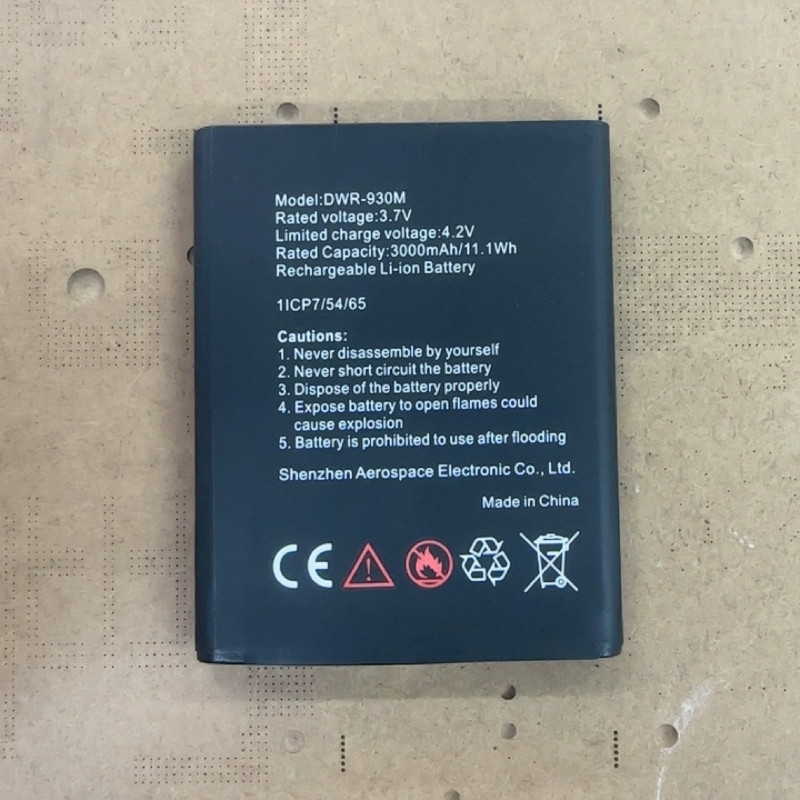 Model:DWR-930M
Rated voltage:3.7V
Limited charge voltage:4.2V
Rated Capacity:3000mAh/11.1Wh
Rechargeable Li-ion Battery
1ICP7/54/65
Cautions:
1. Never disassemble by yourself
2. Never short circuit the battery
3. Dispose of the battery properly
4. Expose battery to open flames could
cause explosion
5. Battery is prohibited to use after flooding
Shenzhen Aerospace Electronic Co., Ltd.
Made in China
CE